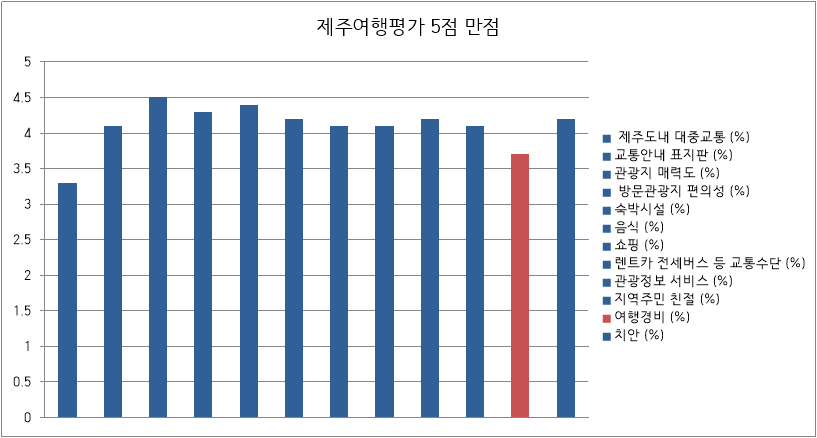 제주여행평가 5점 만점
5
4.5
4
3.5
3
2.5
2
1.5
1
0.5
0
제주도내 대중교통 (%)
교통안내 표지판 (%)
관광지 매력도 (%)
방문관광지 편의성 (%)
숙박시설 (%)
음식 (%)
쇼핑 (%)
렌트카 전세버스 등 교통수단 (%)
관광정보 서비스 (%)
지역주민 친절 (%)
여행경비 (%)
치안 (%)